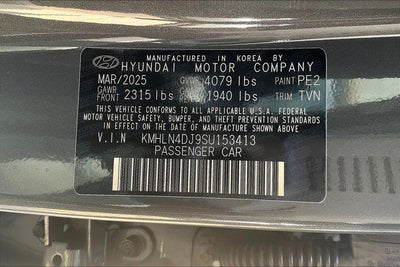 MANUFACTURED IN KOREA BY
HYUNDAI MOTOR COMPANY
MAR/2025 GVWR 4079 lbs PAINT PE2
GAWR
FRONT 2315 lbs 1940 lbs TRIM TVN
THIS VEHICLE CONFORMS TO ALL APPLICABLE U.S. FEDERAL
MOTOR VEHICLE SAFETY, BUMPER, AND THEFT PREVENTION
STANDARDS IN EFFECT ON THE DATE OF MANUFACTURE
SHOWN ABOVE.
V.I.N KMHLN4DJ9SU153413
PASSENGER CAR